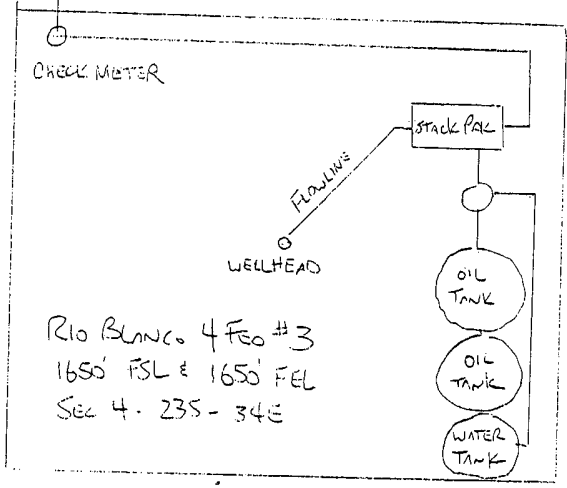 CHECK METER
STACK PAK
FLOWLINE
WELLHEAD
OIL
TANK
OIL
TANK
WATER
TANK
RIO BLANCO 4 FED #3
1650' FSL & 1650' FEL
SEC 4 - 23S - 34E